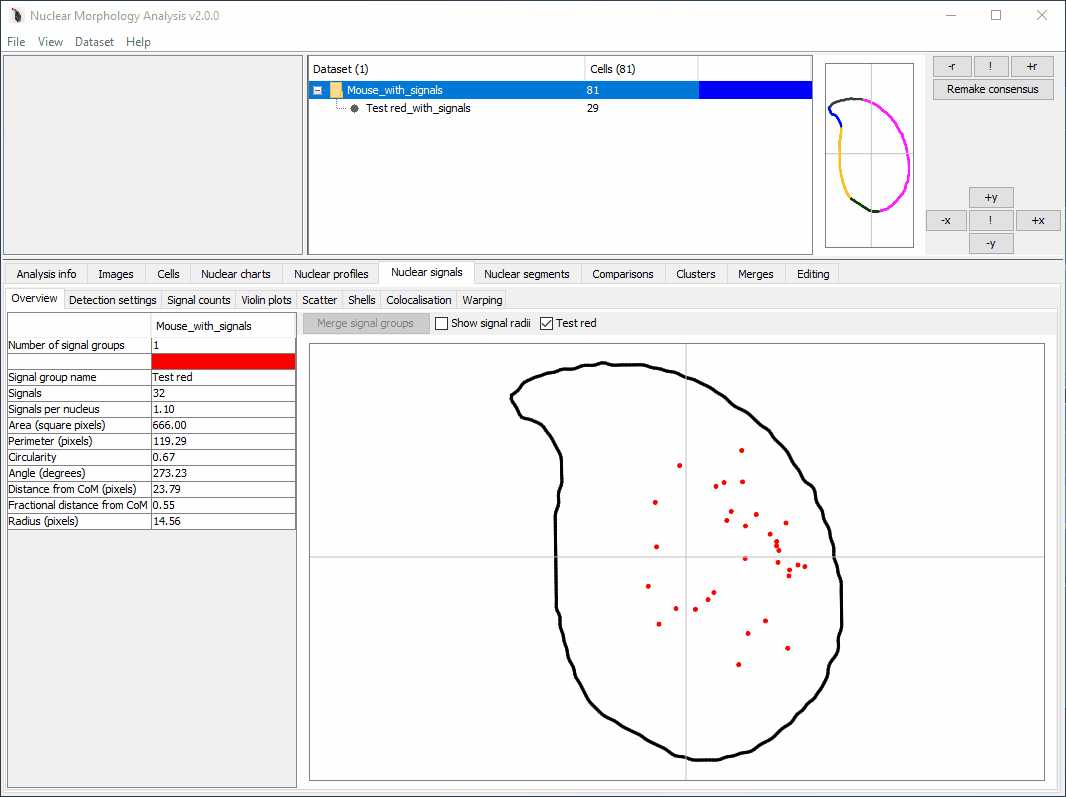 Nuclear Morphology Analysis v2.0.0
File View Dataset Help
Dataset (1) Cells (81)
Mouse_with_signals 81
Test red_with_signals 29
-r ! +r
Remake consensus
+y
-x ! +x
-y
Analysis info Images Cells Nuclear charts Nuclear profiles Nuclear signals Nuclear segments Comparisons Clusters Merges Editing
Overview Detection settings Signal counts Violin plots Scatter Shells Colocalisation Warping
Mouse_with_signals
Number of signal groups 1
Signal group name Test red
Signals 32
Signals per nucleus 1.10
Area (square pixels) 666.00
Perimeter (pixels) 119.29
Circularity 0.67
Angle (degrees) 273.23
Distance from CoM (pixels) 23.79
Fractional distance from CoM 0.55
Radius (pixels) 14.56
Merge signal groups Show signal radii Test red